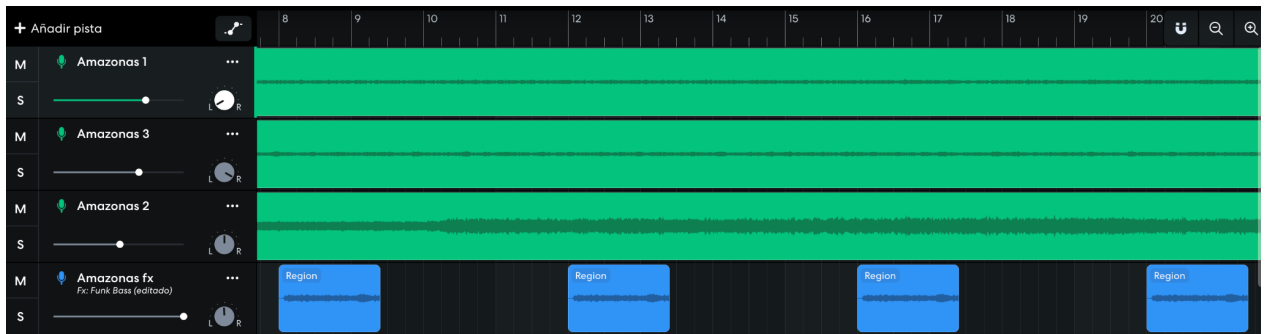 + Añadir pista
8 9 10 11 12 13 14 15 16 17 18 19 20
M Amazonas 1 ...
S L R
M Amazonas 3 ...
S L R
M Amazonas 2 ...
S L R
M Amazonas fx ...
Fx: Funk Bass (editado)
S L R
Region Region Region Region